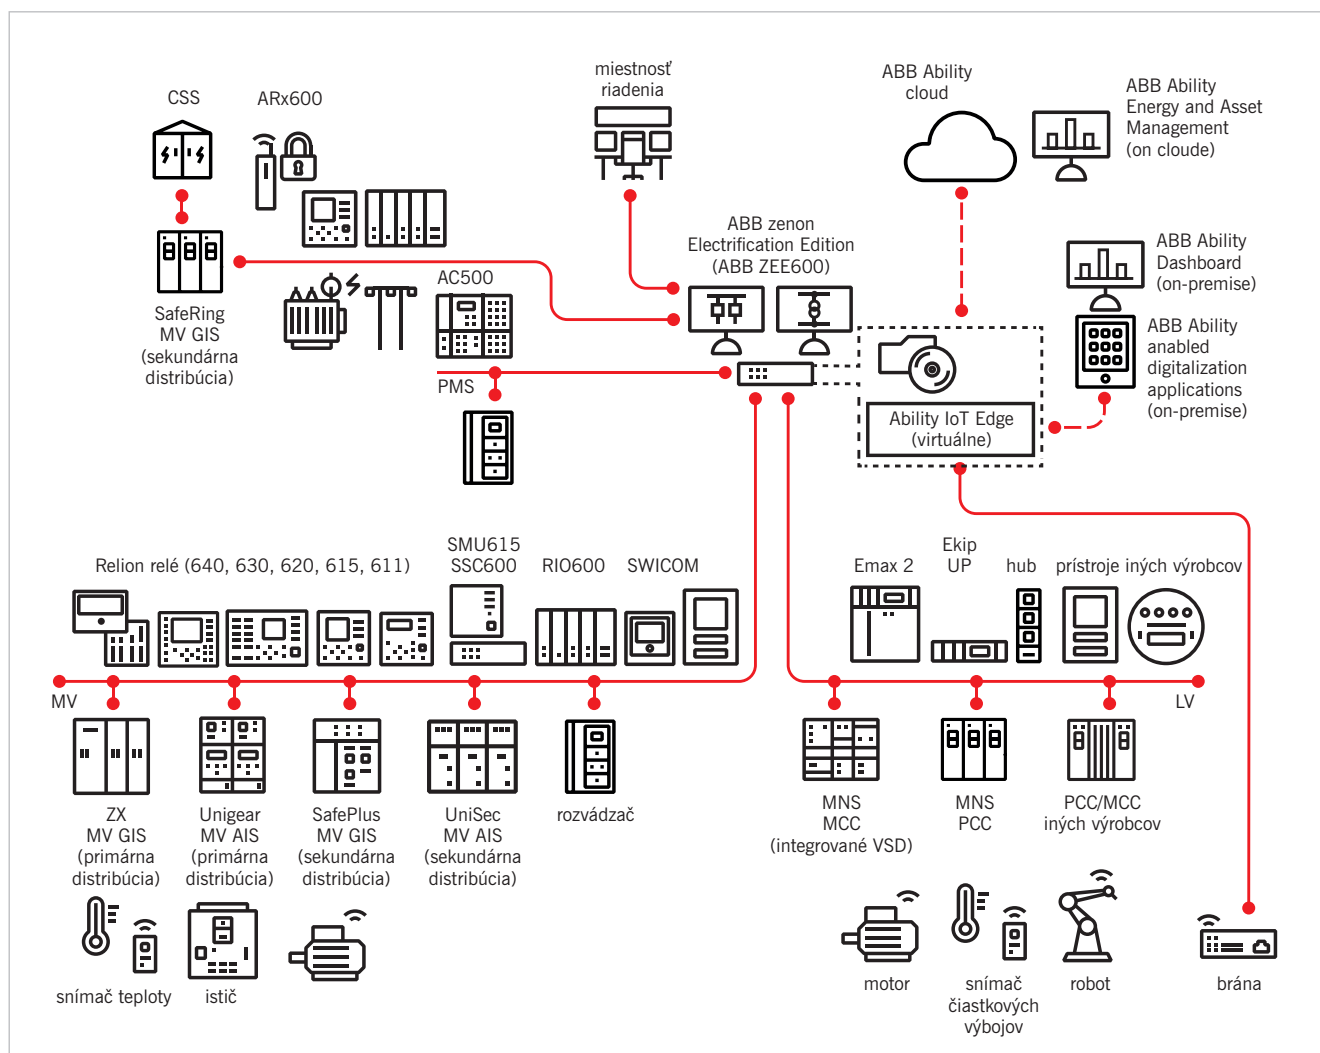 CSS
ARx600
miestnosť
riadenia
ABB Ability
cloud
ABB Ability
Energy and Asset
Management
(on cloude)
ABB zenon
Electrification Edition
(ABB ZEE600)
ABB Ability
Dashboard
(on-premise)
SafeRing
MV GIS
(sekundárna
distribúcia)
AC500
PMS
ABB Ability
enabled
digitalization
applications
(on-premise)
Ability IoT Edge
(virtuálne)
Relion relé (640, 630, 620, 615, 611)
SMU615
SSC600
RIO600
SWICOM
Emax 2
Ekip
UP
hub
prístroje iných výrobcov
MV
LV
ZX
MV GIS
(primárna
distribúcia)
Unigear
MV AIS
(primárna
distribúcia)
SafePlus
MV GIS
(sekundárna
distribúcia)
UniSec
MV AIS
(sekundárna
distribúcia)
rozvádzač
MNS
MCC
(integrované VSD)
MNS
PCC
PCC/MCC
iných výrobcov
snímač teploty
istič
motor
snímač
čiastkových
výbojov
robot
brána